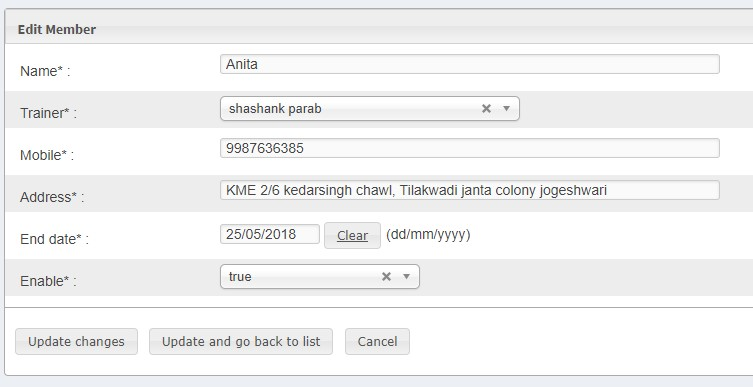 Edit Member
Name* : Anita
Trainer* : shashank parab
Mobile* : 9987636385
Address* : KME 2/6 kedarsingh chawl, Tilakwadi janta colony jogeshwari
End date* : 25/05/2018 Clear (dd/mm/yyyy)
Enable* : true
Update changes Update and go back to list Cancel